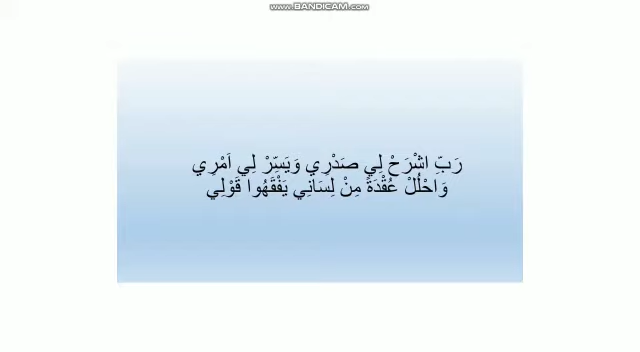 www.BANDICAM.com
رَبِّ اشْرَحْ لِي صَدْرِي وَيَسِّرْ لِي اَمْرِي
وَاحْلُلْ عُقْدَةً مِنْ لِسَانِي يَفْقَهُوا قَوْلِي